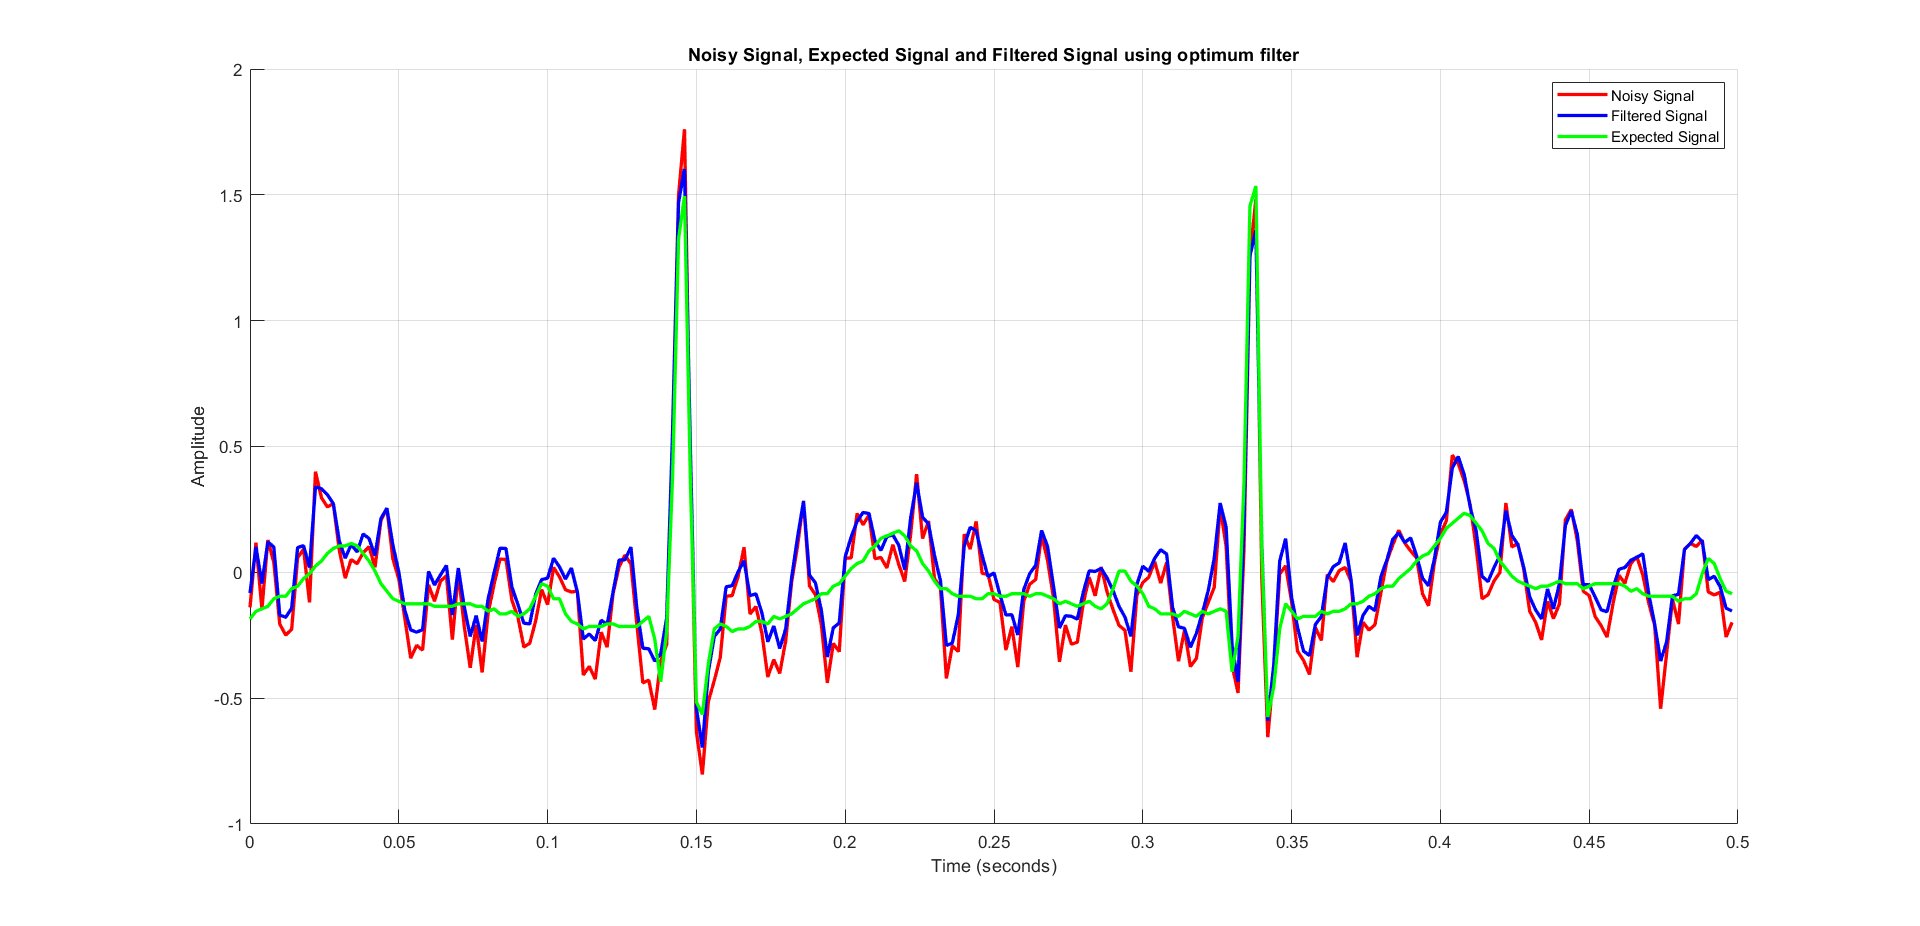 Noisy Signal, Expected Signal and Filtered Signal using optimum filter
Noisy Signal
Filtered Signal
Expected Signal
Amplitude
2
1.5
1
0.5
0
-0.5
-1
0 0.05 0.1 0.15 0.2 0.25 0.3 0.35 0.4 0.45 0.5
Time (seconds)